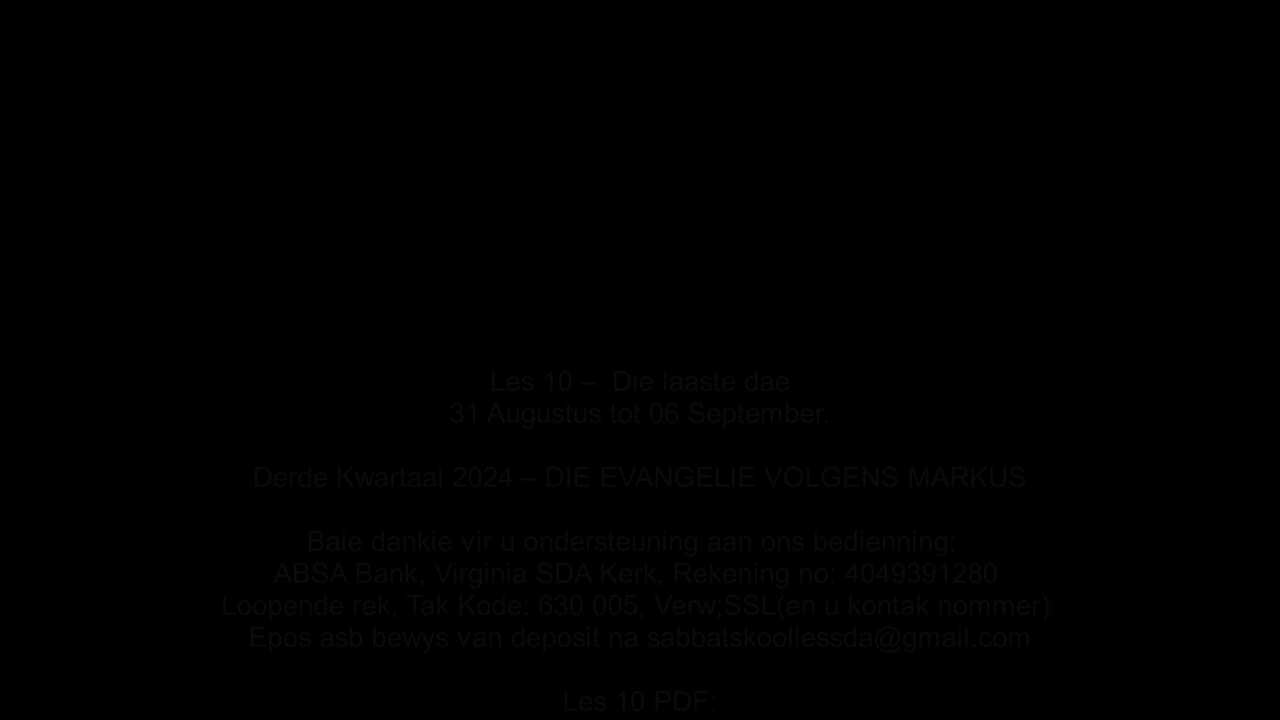 Les 10 – Die laaste dae
31 Augustus tot 06 September.
Derde Kwartaal 2024 – DIE EVANGELIE VOLGENS MARKUS
Baie dankie vir u ondersteuning aan ons bedienning;
ABSA Bank, Virginia SDA Kerk, Rekening no: 4049391280
Loopende rek, Tak Kode: 630 005, Verw;SSL(en u kontak nommer).
Epos asb bewys van deposit na sabbatskoollessda@gmail.com
Les 10 PDF: